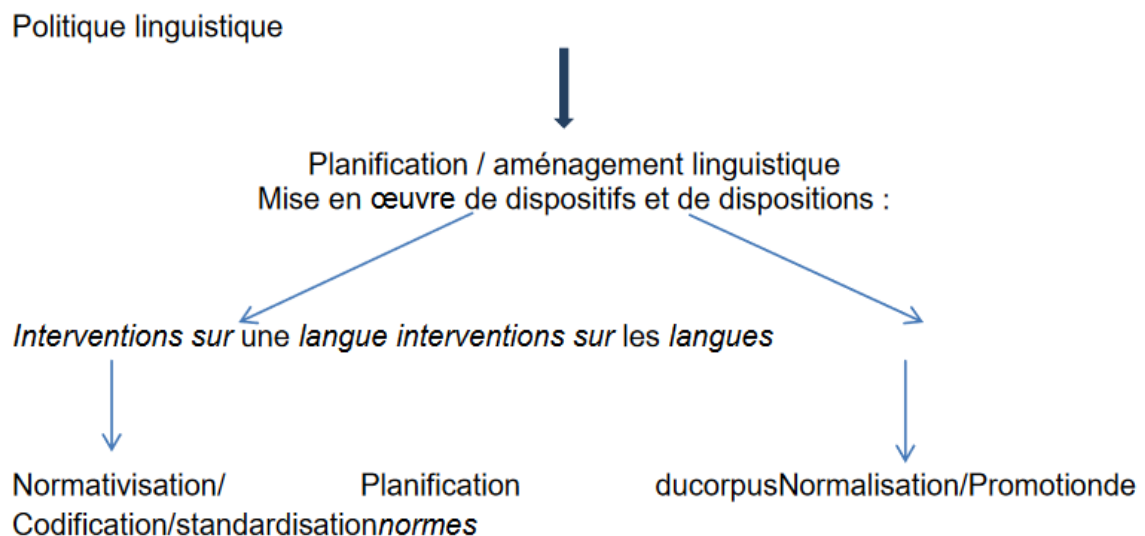 Politique linguistique
Planification / aménagement linguistique
Mise en œuvre de dispositifs et de dispositions :
Interventions sur une langue interventions sur les langues
Normativisation/ Planification ducorpusNormalisation/Promotionde
Codification/standardisationnormes